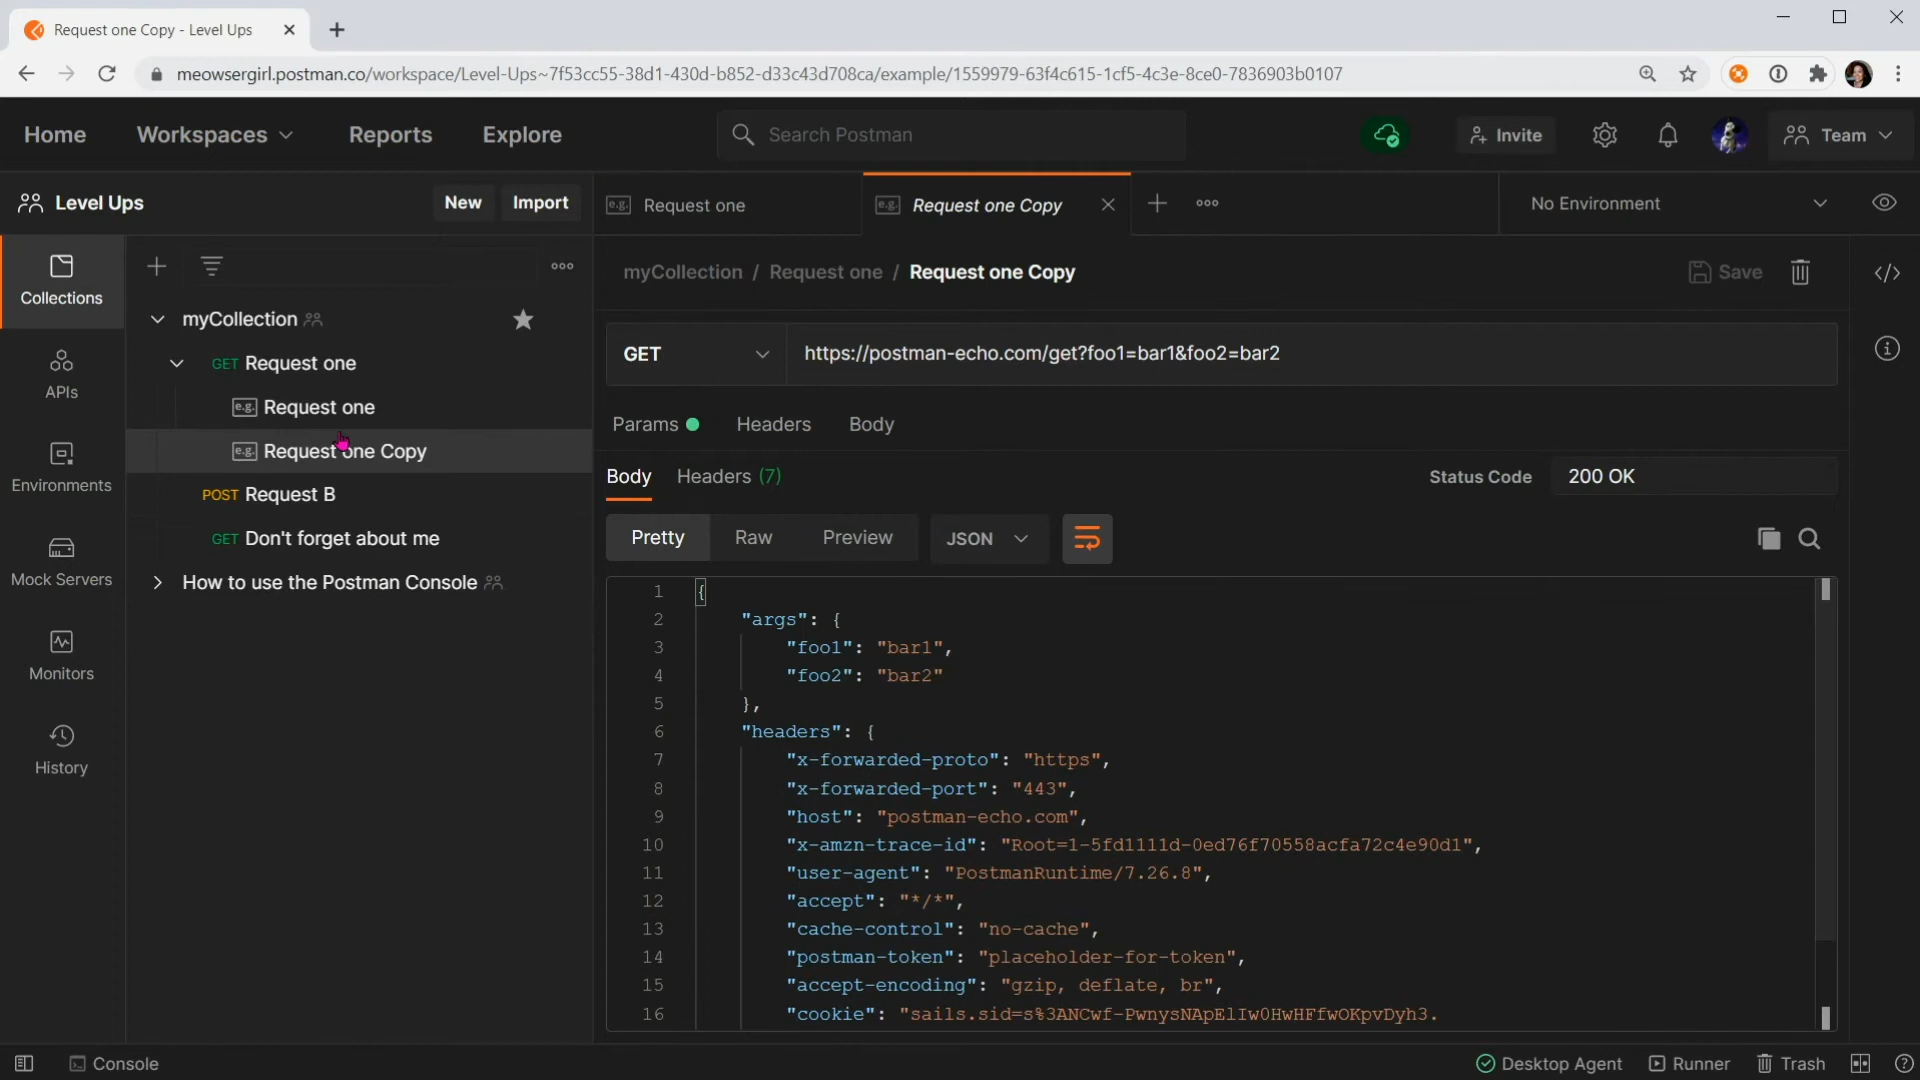 Request one Copy - Level Ups
meowsergirl.postman.co/workspace/Level-Ups~7f53cc55-38d1-430d-b852-d33c43d708ca/example/1559979-63f4c615-1cf5-4c3e-8ce0-7836903b0107
Home Workspaces Reports Explore Search Postman Invite Team
Level Ups New Import
e.g. Request one e.g. Request one Copy No Environment
Collections
APIs
Environments
Mock Servers
Monitors
History
myCollection
GET Request one
e.g. Request one
e.g. Request one Copy
POST Request B
GET Don't forget about me
How to use the Postman Console
myCollection / Request one / Request one Copy Save
GET https://postman-echo.com/get?foo1=bar1&foo2=bar2
Params Headers Body
Body Headers (7) Status Code 200 OK
Pretty Raw Preview JSON
1 {
2 "args": {
3 "foo1": "bar1",
4 "foo2": "bar2"
5 },
6 "headers": {
7 "x-forwarded-proto": "https",
8 "x-forwarded-port": "443",
9 "host": "postman-echo.com",
10 "x-amzn-trace-id": "Root=1-5fd1111d-0ed76f70558acfa72c4e90d1",
11 "user-agent": "PostmanRuntime/7.26.8",
12 "accept": "*/*",
13 "cache-control": "no-cache",
14 "postman-token": "placeholder-for-token",
15 "accept-encoding": "gzip, deflate, br",
16 "cookie": "sails.sid=s%3ANCwf-PwnysNApElIw0HwHFfwOKpvDyh3.
Console Desktop Agent Runner Trash